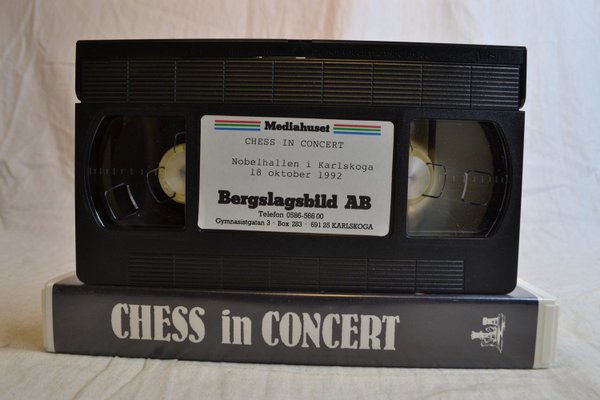 Mediahuset
CHESS IN CONCERT
Nobelhallen i Karlskoga
18 oktober 1992
Bergslagsbild AB
Telefon 0586-566 00
Gymnasistgatan 3 · Box 283 · 691 25 KARLSKOGA
CHESS in CONCERT